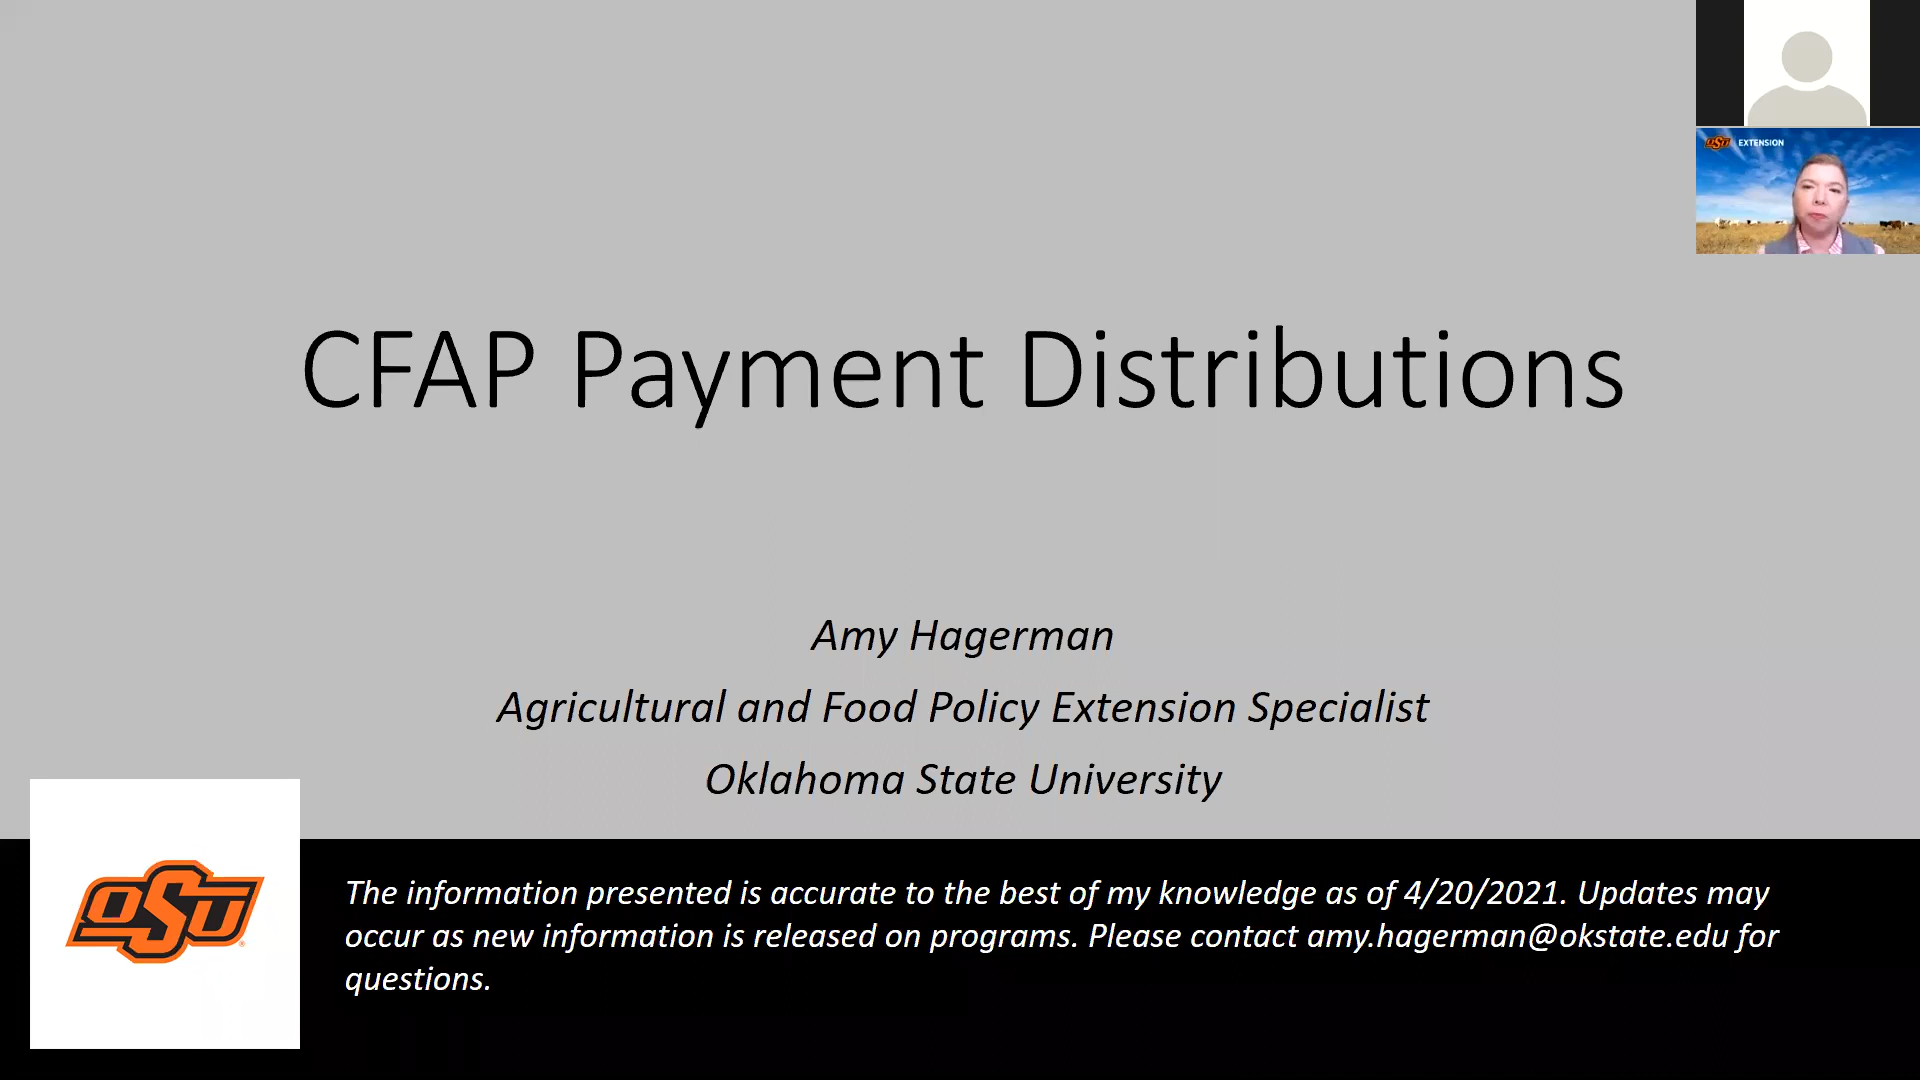 OSU EXTENSION
CFAP Payment Distributions
Amy Hagerman
Agricultural and Food Policy Extension Specialist
Oklahoma State University
OSU
The information presented is accurate to the best of my knowledge as of 4/20/2021. Updates may
occur as new information is released on programs. Please contact amy.hagerman@okstate.edu for
questions.